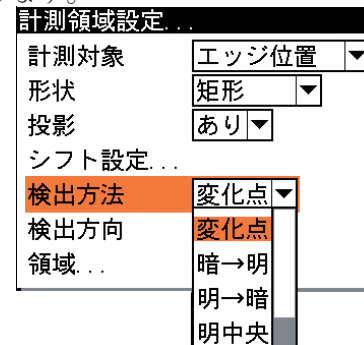 ます。
計測領域設定...
計測対象 エッジ位置
形状 矩形
投影 あり
シフト設定...
検出方法 変化点
検出方向 変化点
領域... 暗→明
明→暗
明中央